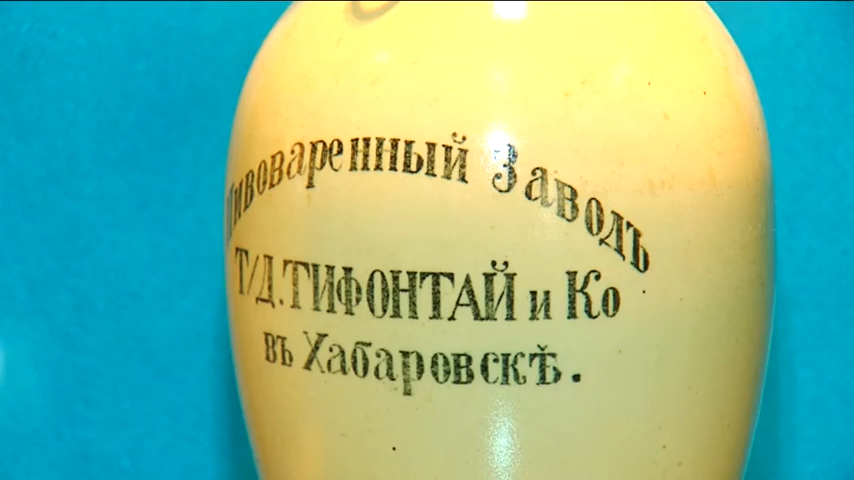 Пивоваренный Заводъ
Т/Д. ТИФОНТАЙ и Ко
въ Хабаровскѣ.